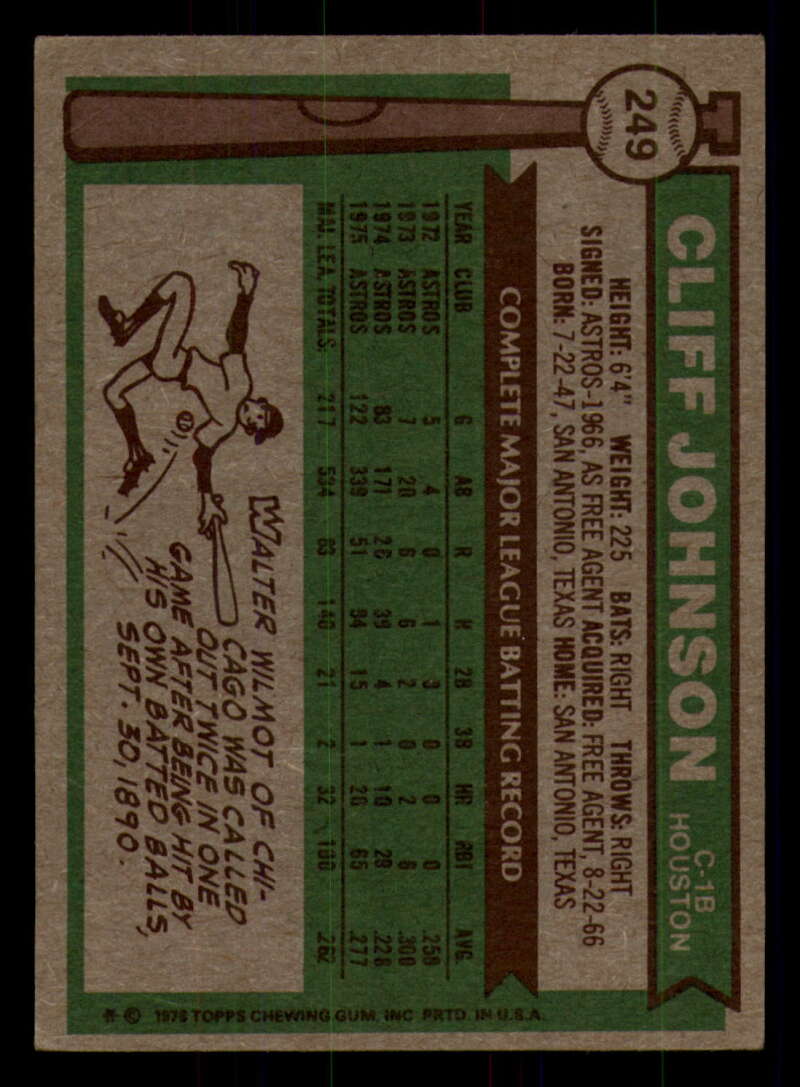 249
CLIFF JOHNSON
C-1B
HOUSTON
HEIGHT: 6'4" WEIGHT: 225 BATS: RIGHT THROWS: RIGHT
SIGNED: ASTROS-1966, AS FREE AGENT ACQUIRED: FREE AGENT, 8-22-66
BORN: 7-22-47, SAN ANTONIO, TEXAS HOME: SAN ANTONIO, TEXAS
COMPLETE MAJOR LEAGUE BATTING RECORD
YEAR CLUB G AB R H 2B 3B HR RBI AVG.
1972 ASTROS 5 4 0 1 0 0 0 0 .250
1973 ASTROS 7 20 6 6 2 0 2 6 .300
1974 ASTROS 83 171 26 39 4 1 10 29 .228
1975 ASTROS 122 339 51 94 15 1 20 65 .277
MAJ. LEA. TOTALS: 217 534 83 140 21 2 32 100 .262
WALTER WILMOT OF CHI-
CAGO WAS CALLED
OUT TWICE IN ONE
GAME AFTER BEING HIT BY
HIS OWN BATTED BALLS,
SEPT. 30, 1890.
© 1976 TOPPS CHEWING GUM, INC PRTD. IN U.S.A.